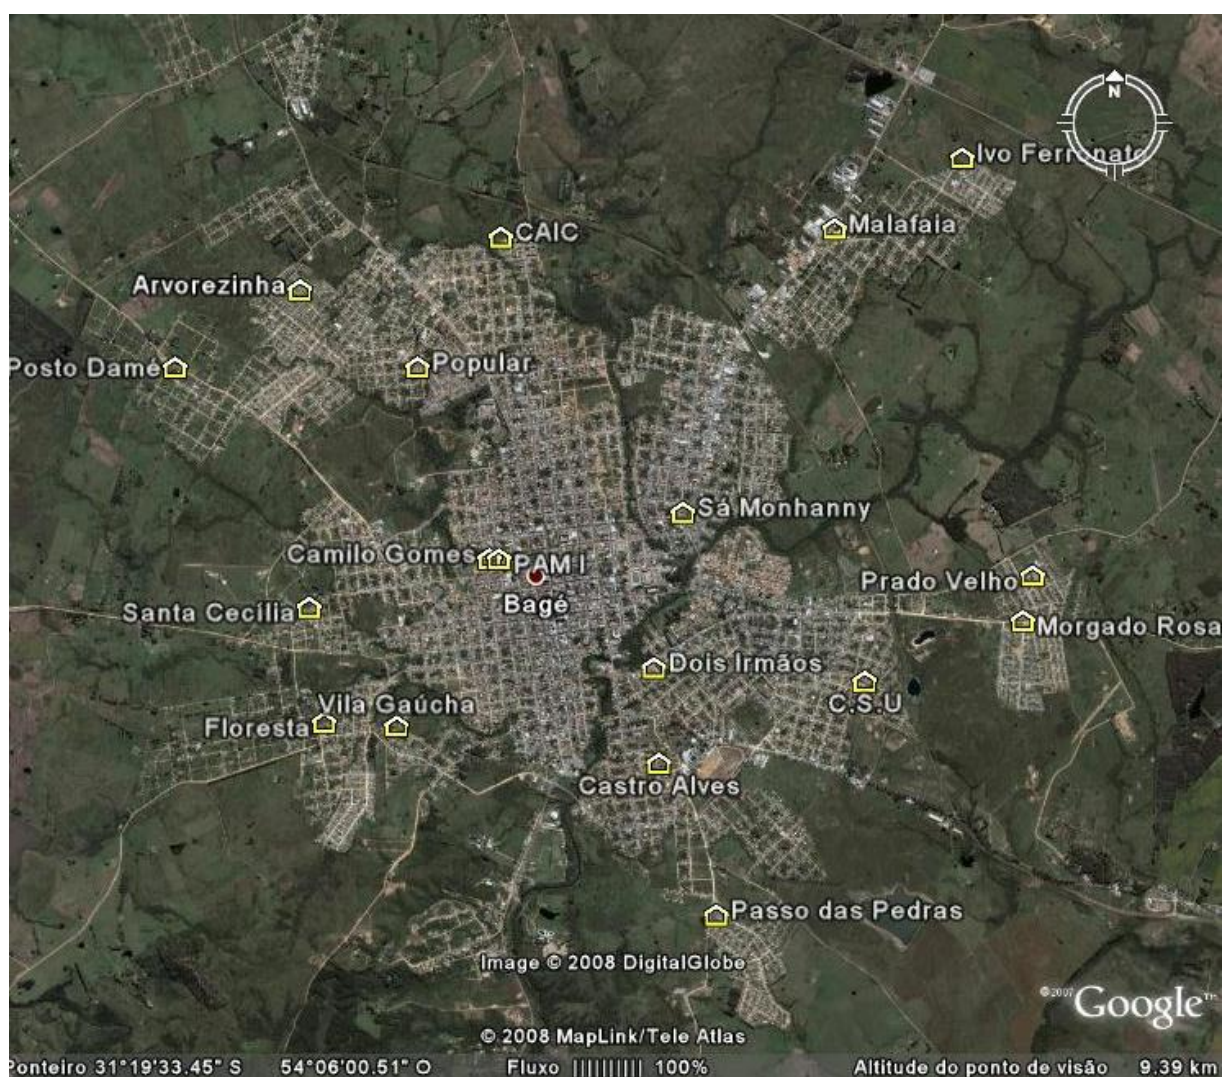 N
Ivo Ferronato
CAIC
Malafaia
Arvorezinha
Posto Damé
Popular
Sá Monhanny
Camilo Gomes
PAM I
Prado Velho
Bagé
Santa Cecília
Morgado Rosa
Dois Irmãos
C.S.U
Vila Gaúcha
Floresta
Castro Alves
Passo das Pedras
Image © 2008 DigitalGlobe
©2007 Google™
© 2008 MapLink/Tele Atlas
Ponteiro 31°19'33.45" S 54°06'00.51" O Fluxo |||||||||| 100% Altitude do ponto de visão 9.39 km